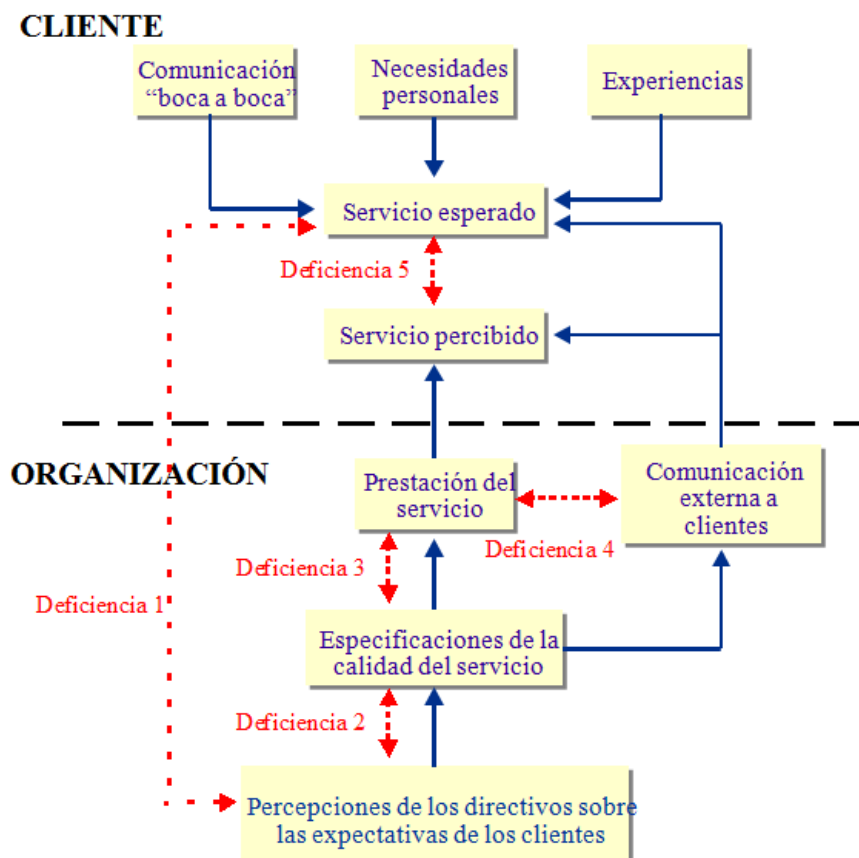 CLIENTE
Comunicación
“boca a boca”
Necesidades
personales
Experiencias
Servicio esperado
Deficiencia 5
Servicio percibido
ORGANIZACIÓN
Prestación del
servicio
Comunicación
externa a
clientes
Deficiencia 4
Deficiencia 3
Deficiencia 1
Especificaciones de la
calidad del servicio
Deficiencia 2
Percepciones de los directivos sobre
las expectativas de los clientes